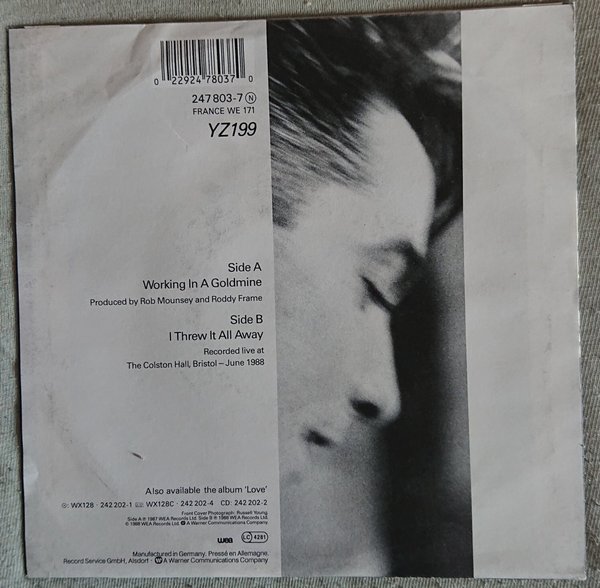 0 22924 78037 0
247 803-7 Ⓝ
FRANCE WE 171
YZ199
Side A
Working In A Goldmine
Produced by Rob Mounsey and Roddy Frame
Side B
I Threw It All Away
Recorded live at
The Colston Hall, Bristol – June 1988
Also available the album 'Love'
WX128 · 242 202-1 WX128C · 242 202-4 CD: 242 202-2
Front Cover Photograph: Russell Young.
Side A ℗ 1987 WEA Records Ltd. Side B ℗ 1988 WEA Records Ltd.
© 1988 WEA Records Ltd. A Warner Communications Company.
wea LC 4281
Manufactured in Germany. Pressé en Allemagne.
Record Service GmbH, Alsdorf · A Warner Communications Company